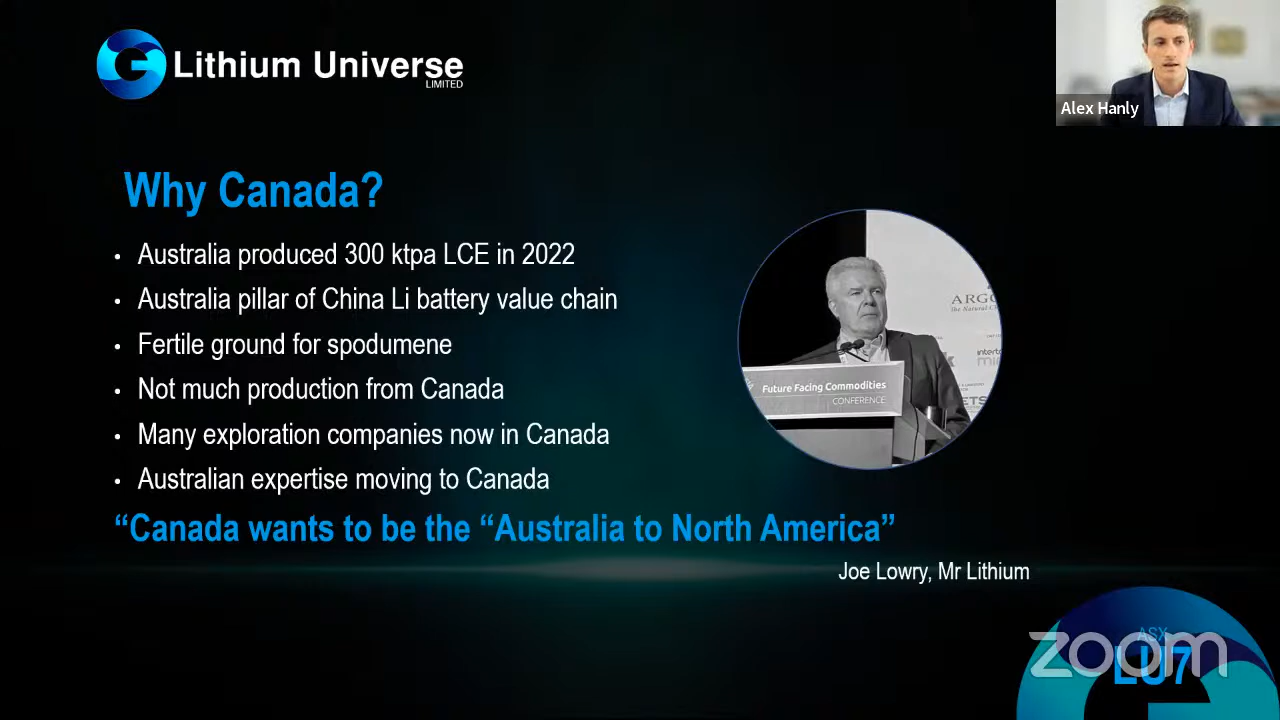 Lithium Universe
LIMITED
Alex Hanly
Why Canada?
• Australia produced 300 ktpa LCE in 2022
• Australia pillar of China Li battery value chain
• Fertile ground for spodumene
• Not much production from Canada
• Many exploration companies now in Canada
• Australian expertise moving to Canada
“Canada wants to be the “Australia to North America”
Joe Lowry, Mr Lithium
Future Facing Commodities
CONFERENCE
ASX
LU7
zoom